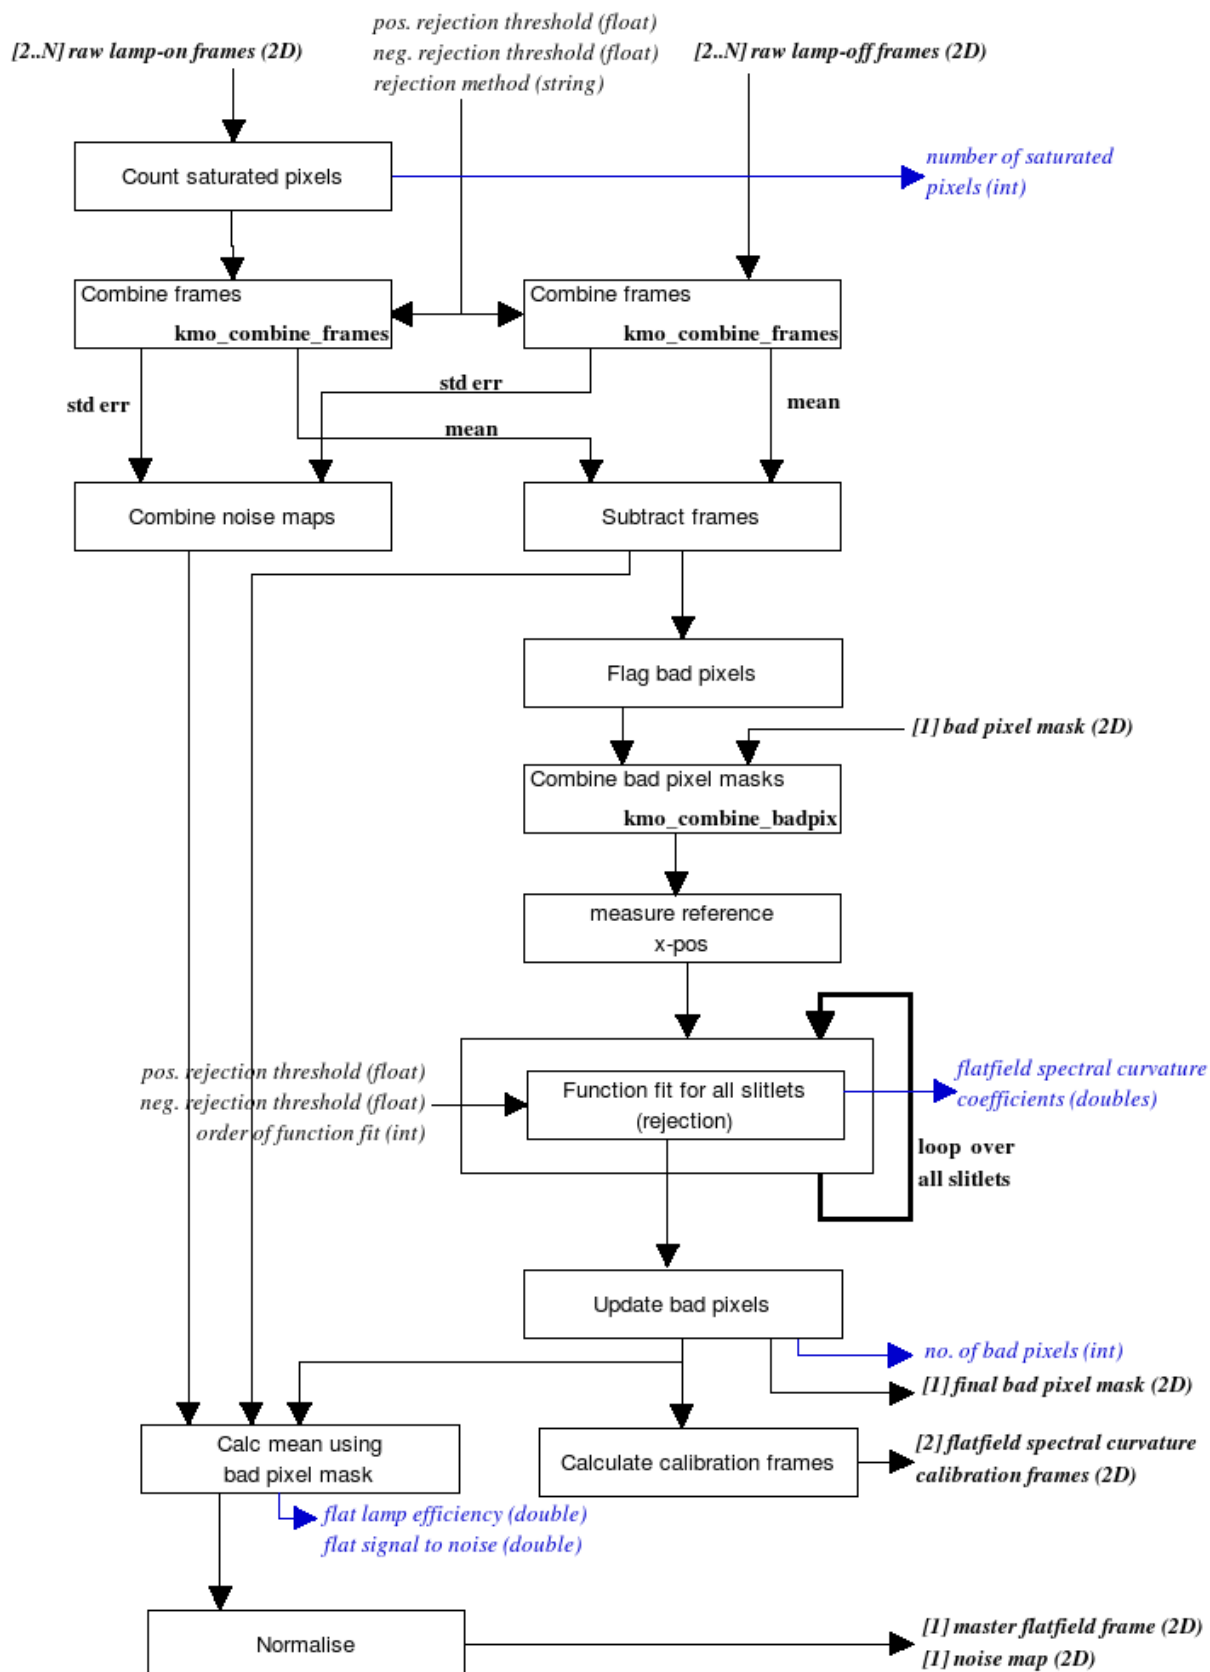 pos. rejection threshold (float)
neg. rejection threshold (float)
rejection method (string)
[2..N] raw lamp-on frames (2D)
[2..N] raw lamp-off frames (2D)
Count saturated pixels
number of saturated
pixels (int)
Combine frames
kmo_combine_frames
Combine frames
kmo_combine_frames
std err
std err
mean
mean
Combine noise maps
Subtract frames
Flag bad pixels
[1] bad pixel mask (2D)
Combine bad pixel masks
kmo_combine_badpix
measure reference
x-pos
pos. rejection threshold (float)
neg. rejection threshold (float)
order of function fit (int)
Function fit for all slitlets
(rejection)
flatfield spectral curvature
coefficients (doubles)
loop over
all slitlets
Update bad pixels
no. of bad pixels (int)
[1] final bad pixel mask (2D)
Calc mean using
bad pixel mask
Calculate calibration frames
[2] flatfield spectral curvature
calibration frames (2D)
flat lamp efficiency (double)
flat signal to noise (double)
Normalise
[1] master flatfield frame (2D)
[1] noise map (2D)